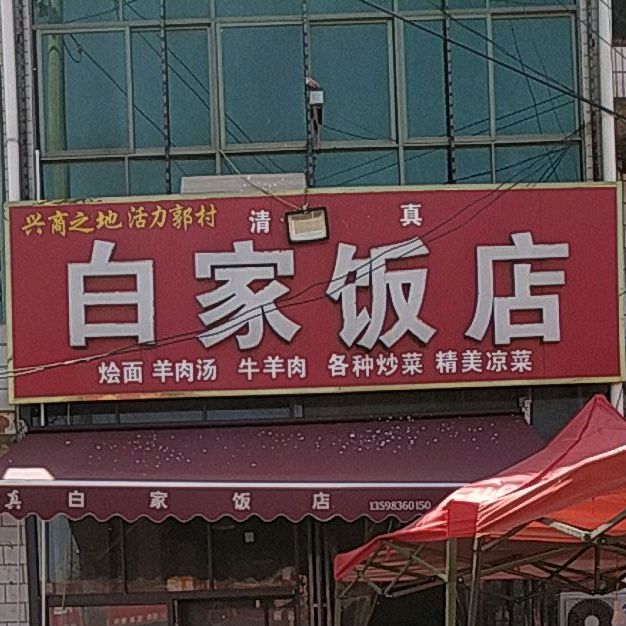 兴商之地 活力郭村
清真
白家饭店
烩面 羊肉汤 牛羊肉 各种炒菜 精美凉菜
真 白家饭店 13598360150